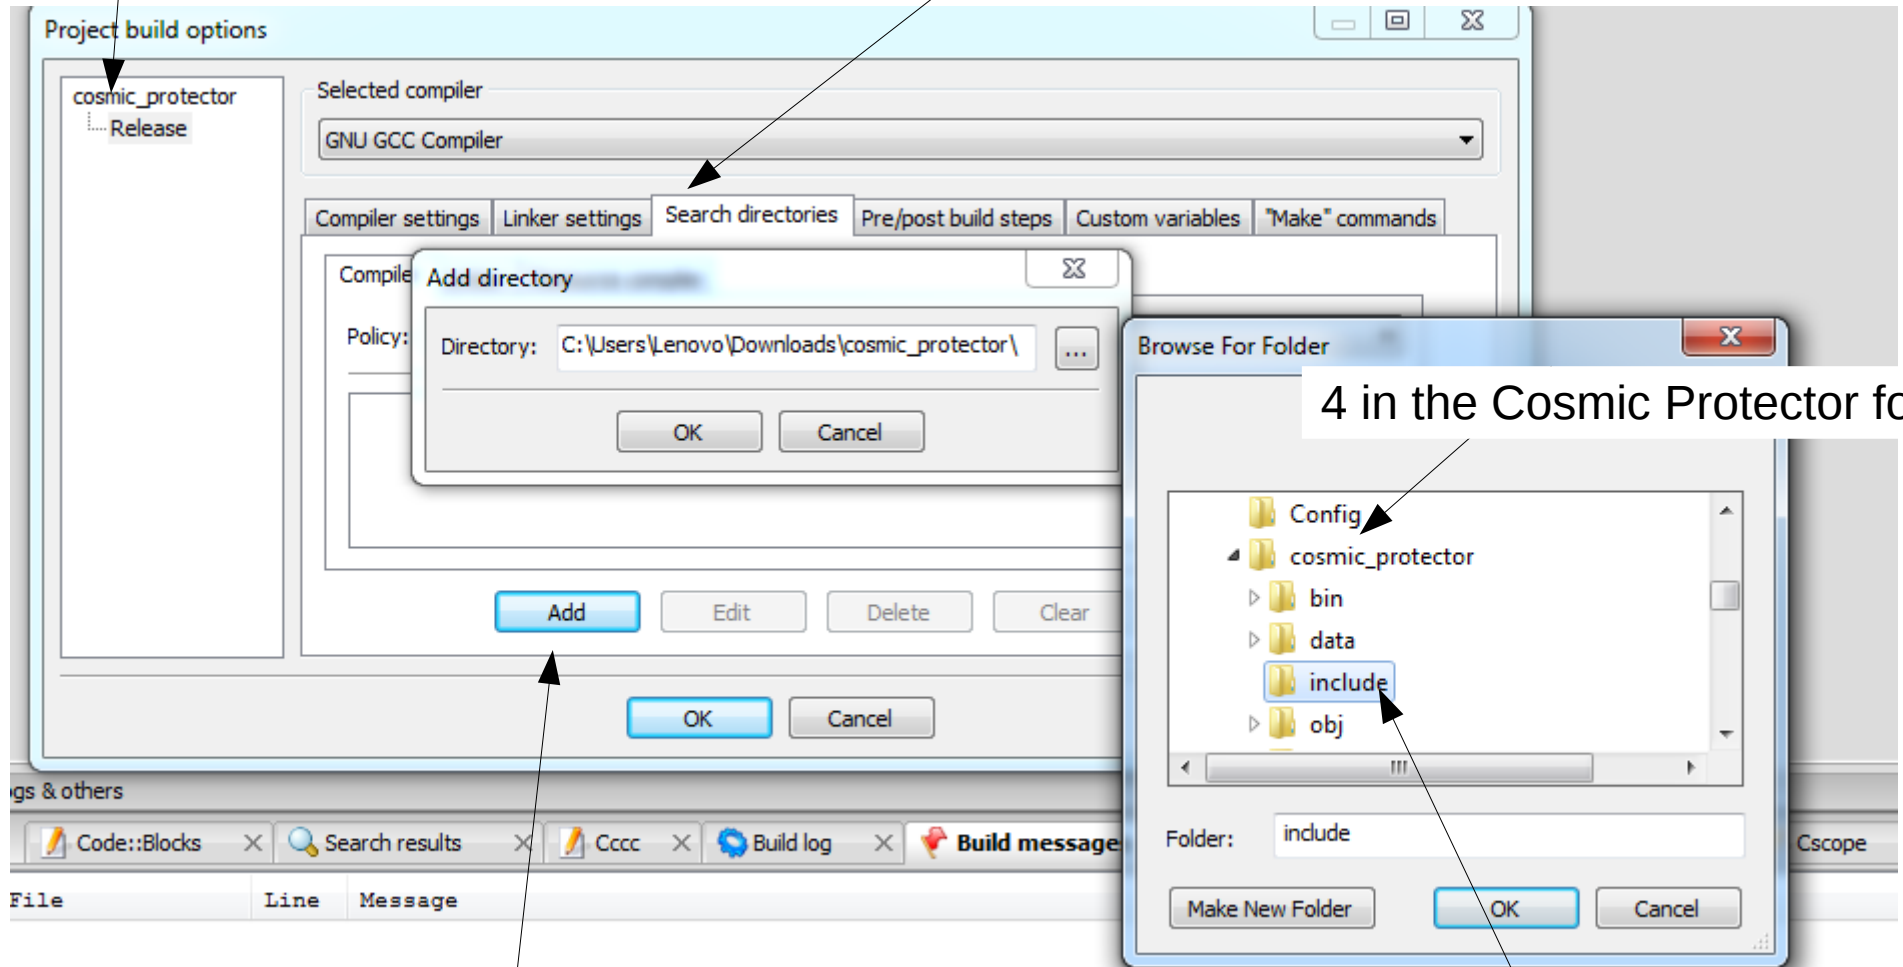 Project build options
cosmic_protector
Release
Selected compiler
GNU GCC Compiler
Compiler settings
Linker settings
Search directories
Pre/post build steps
Custom variables
"Make" commands
Compile
Policy:
Add directory
Directory: C:\Users\Lenovo\Downloads\cosmic_protector\ ...
OK Cancel
Add Edit Delete Clear
OK Cancel
Browse For Folder
4 in the Cosmic Protector fo
Config
cosmic_protector
bin
data
include
obj
Folder: include
Make New Folder OK Cancel
gs & others
Code::Blocks Search results Cccc Build log Build message Cscope
File Line Message